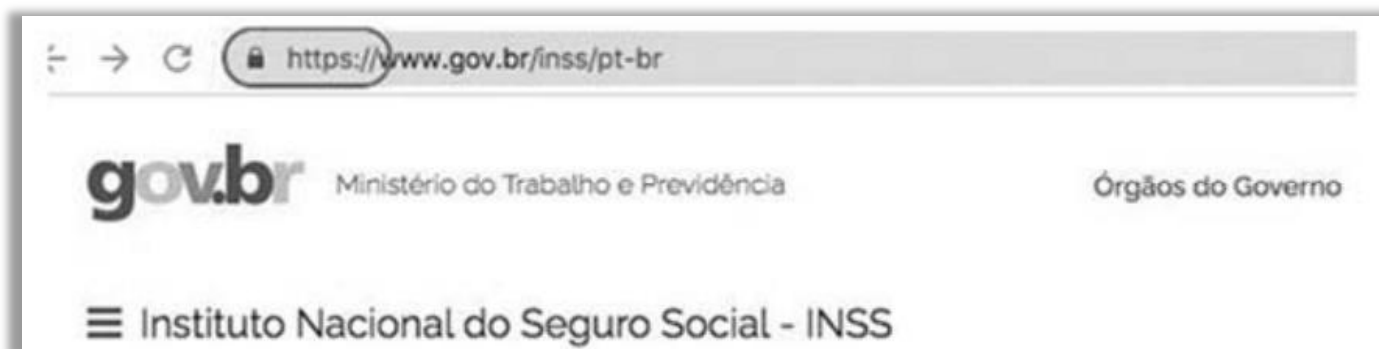 https://www.gov.br/inss/pt-br
gov.br Ministério do Trabalho e Previdência Órgãos do Governo
Instituto Nacional do Seguro Social - INSS